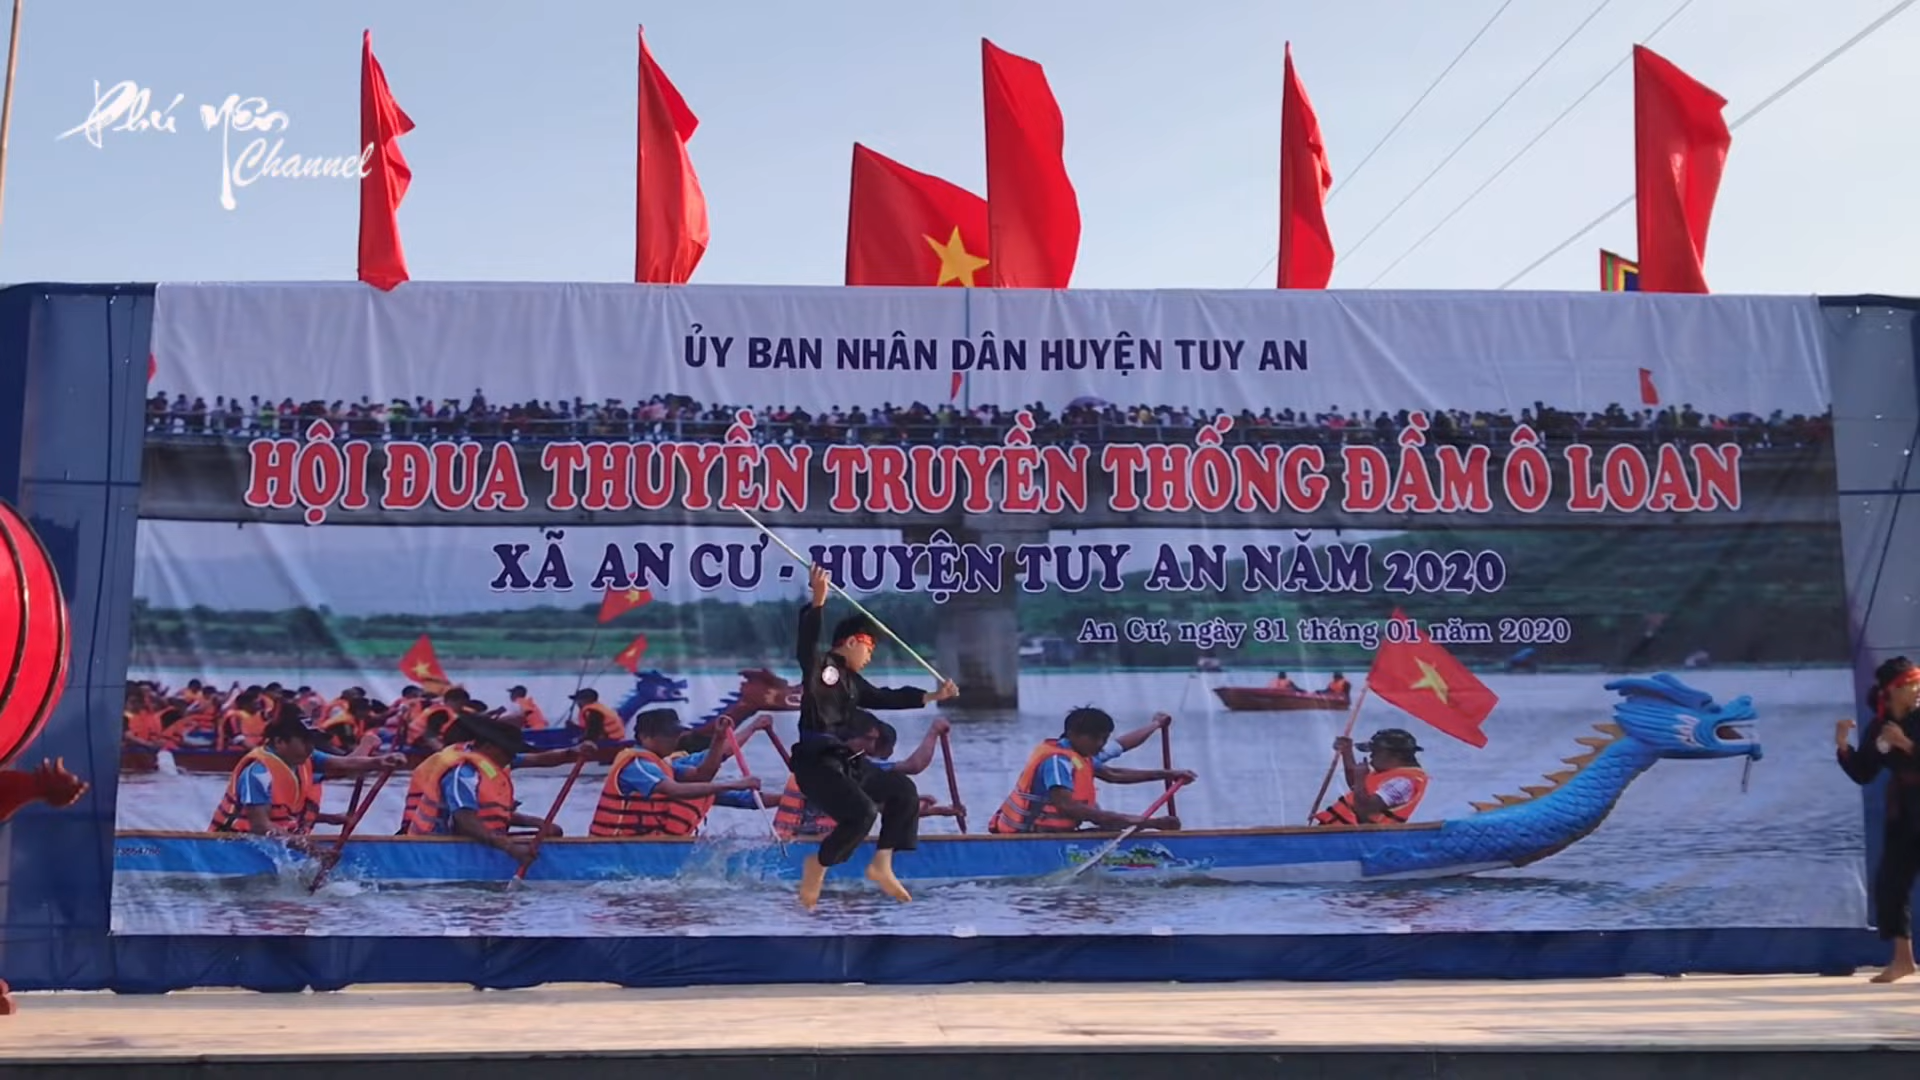 Phú Yên
Channel
ỦY BAN NHÂN DÂN HUYỆN TUY AN
HỘI ĐUA THUYỀN TRUYỀN THỐNG ĐẦM Ô LOAN
XÃ AN CƯ - HUYỆN TUY AN NĂM 2020
An Cư, ngày 31 tháng 01 năm 2020